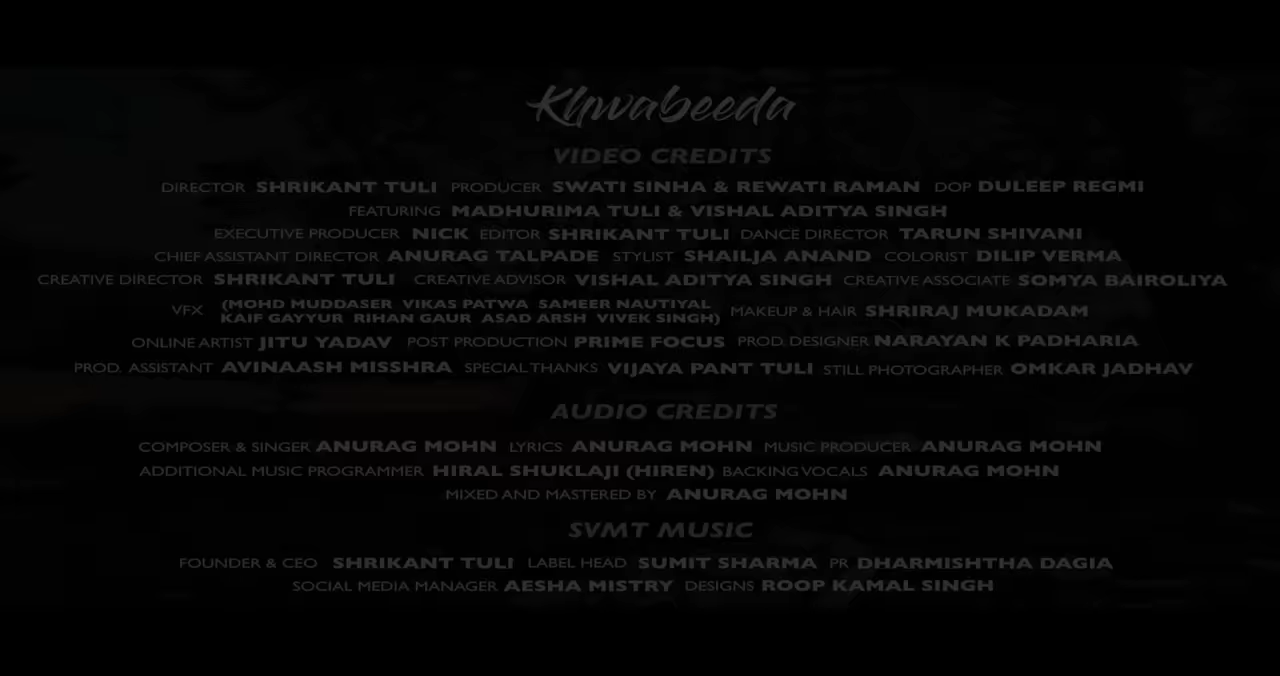 Khwabeeda
VIDEO CREDITS
DIRECTOR SHRIKANT TULI PRODUCER SWATI SINHA & REWATI RAMAN DOP DULEEP REGMI
FEATURING MADHURIMA TULI & VISHAL ADITYA SINGH
EXECUTIVE PRODUCER NICK EDITOR SHRIKANT TULI DANCE DIRECTOR TARUN SHIVANI
CHIEF ASSISTANT DIRECTOR ANURAG TALPADE STYLIST SHAILJA ANAND COLORIST DILIP VERMA
CREATIVE DIRECTOR SHRIKANT TULI CREATIVE ADVISOR VISHAL ADITYA SINGH CREATIVE ASSOCIATE SOMYA BAIROLIYA
VFX (MOHD MUDDASER VIKAS PATWA SAMEER NAUTIYAL
KAIF GAYYUR RIHAN GAUR ASAD ARSH VIVEK SINGH) MAKEUP & HAIR SHRIRAJ MUKADAM
ONLINE ARTIST JITU YADAV POST PRODUCTION PRIME FOCUS PROD. DESIGNER NARAYAN K PADHARIA
PROD. ASSISTANT AVINAASH MISSHRA SPECIAL THANKS VIJAYA PANT TULI STILL PHOTOGRAPHER OMKAR JADHAV
AUDIO CREDITS
COMPOSER & SINGER ANURAG MOHN LYRICS ANURAG MOHN MUSIC PRODUCER ANURAG MOHN
ADDITIONAL MUSIC PROGRAMMER HIRAL SHUKLAJI (HIREN) BACKING VOCALS ANURAG MOHN
MIXED AND MASTERED BY ANURAG MOHN
SVMT MUSIC
FOUNDER & CEO SHRIKANT TULI LABEL HEAD SUMIT SHARMA PR DHARMISHTHA DAGIA
SOCIAL MEDIA MANAGER AESHA MISTRY DESIGNS ROOP KAMAL SINGH